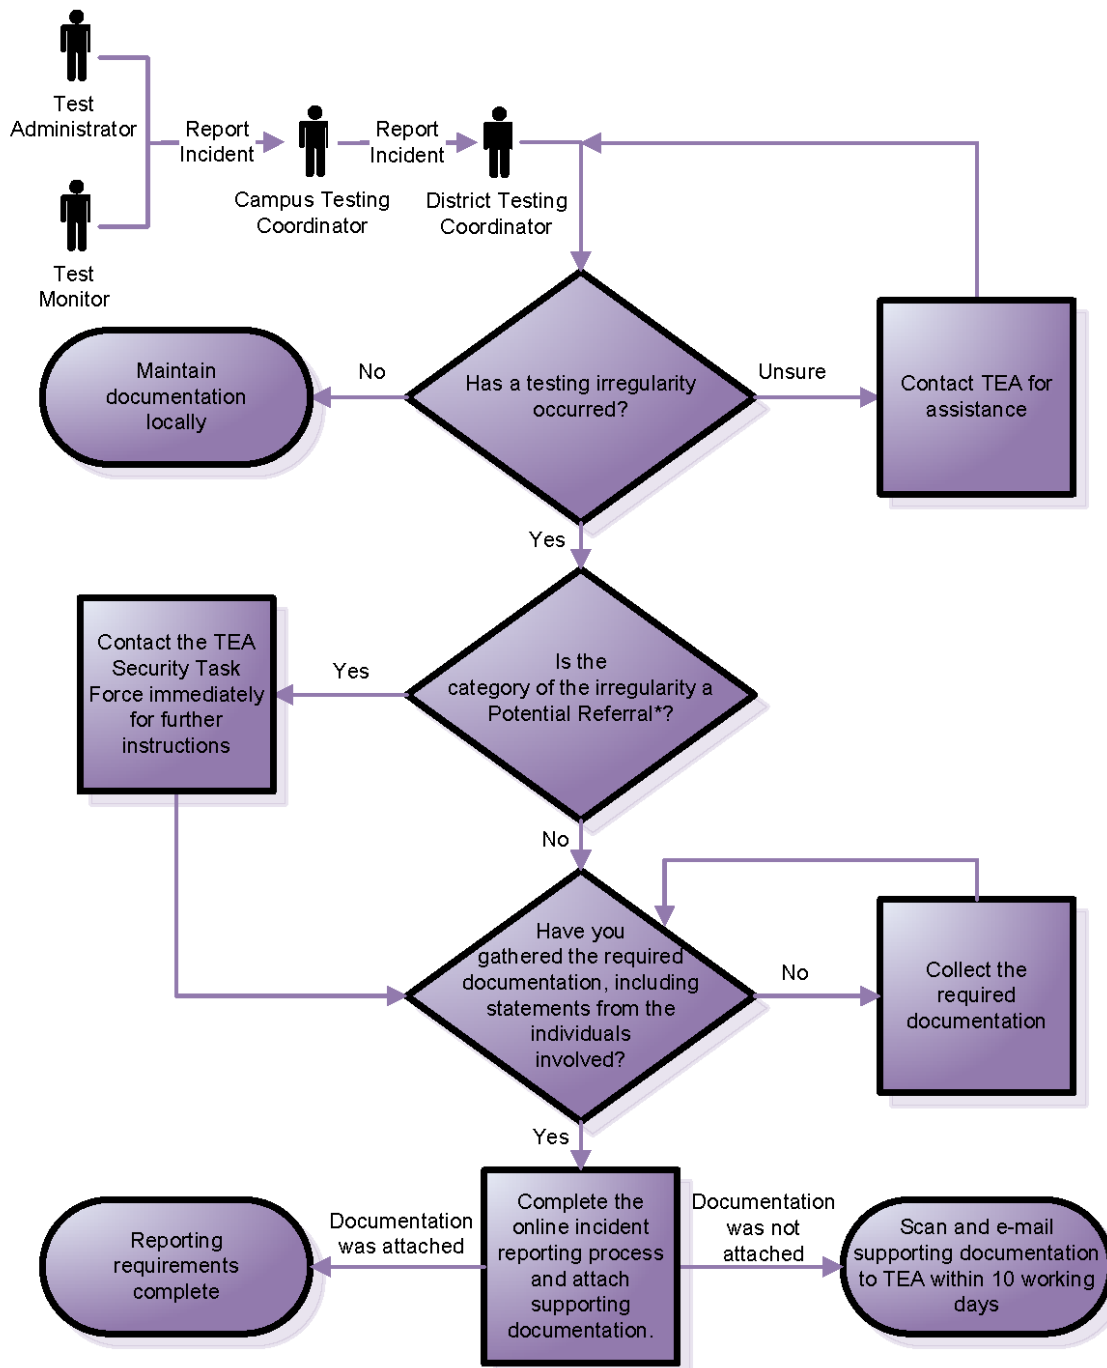 Test
Administrator
Report
Incident
Report
Incident
Campus Testing
Coordinator
District Testing
Coordinator
Test
Monitor
Maintain
documentation
locally
No
Has a testing irregularity
occurred?
Unsure
Contact TEA for
assistance
Yes
Contact the TEA
Security Task
Force immediately
for further
instructions
Yes
Is the
category of the irregularity a
Potential Referral*?
No
Have you
gathered the required
documentation, including
statements from the
individuals
involved?
No
Collect the
required
documentation
Yes
Reporting
requirements
complete
Documentation
was attached
Complete the
online incident
reporting process
and attach
supporting
documentation.
Documentation
was not
attached
Scan and e-mail
supporting documentation
to TEA within 10 working
days